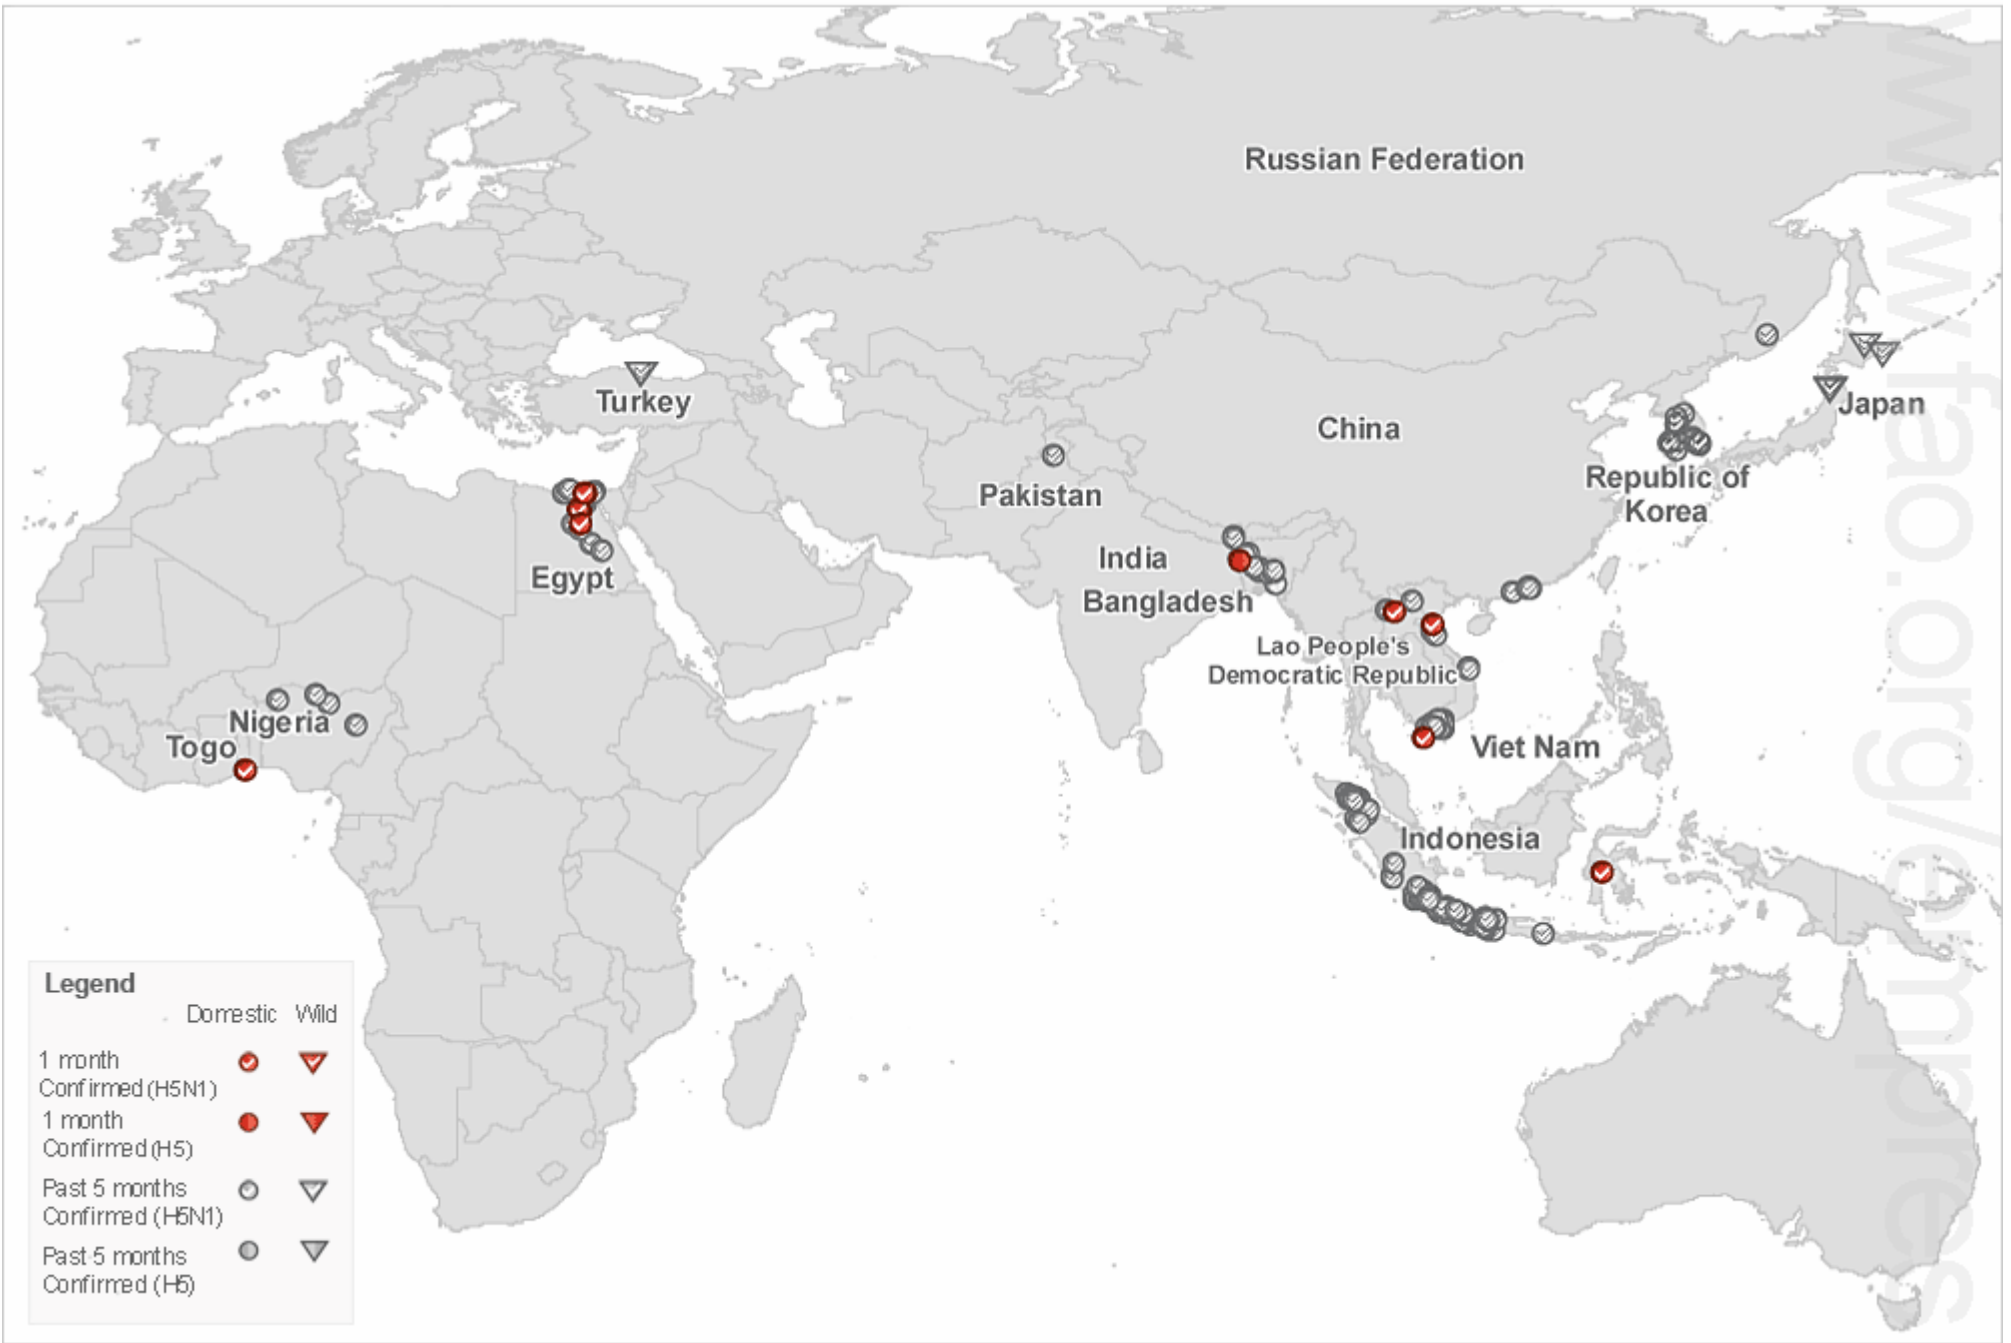 Russian Federation
Turkey
China
Japan
Pakistan
Republic of
Korea
India
Egypt
Bangladesh
Lao People's
Democratic Republic
Nigeria
Togo
Viet Nam
Indonesia
Legend
Domestic Wild
1 month
Confirmed (H5N1)
1 month
Confirmed (H5)
Past 5 months
Confirmed (H5N1)
Past 5 months
Confirmed (H5)
www.fao.org/empres